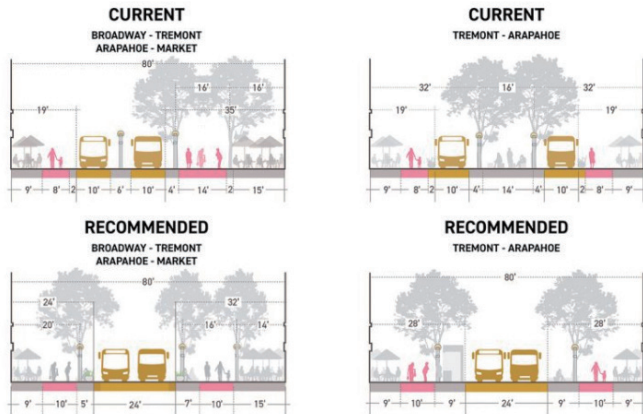 CURRENT
BROADWAY - TREMONT
ARAPAHOE - MARKET
80'
16'
19'
35'
9' 8' 2 10' 6' 10' 4' 14' 2 15'
CURRENT
TREMONT - ARAPAHOE
80'
32' 16' 32'
19' 19'
9' 8' 2 10' 4' 14' 4' 10' 2 8' 9'
RECOMMENDED
BROADWAY - TREMONT
ARAPAHOE - MARKET
80'
24' 32'
20' 16' 14'
9' 10' 5' 24' 7' 10' 15'
RECOMMENDED
TREMONT - ARAPAHOE
80'
28' 28'
9' 10' 9' 24' 9' 10' 9'